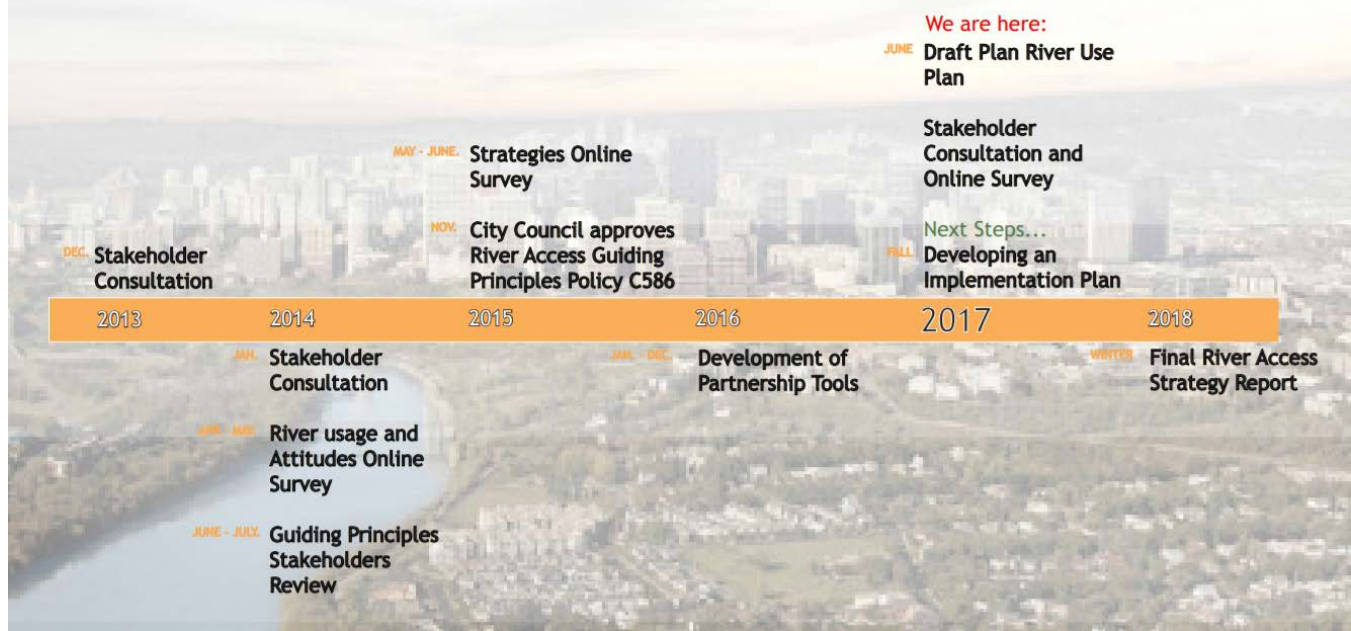 We are here:
JUNE Draft Plan River Use
Plan
Stakeholder
Consultation and
Online Survey
MAY - JUNE. Strategies Online
Survey
NOV. City Council approves
River Access Guiding
Principles Policy C586
Next Steps...
FALL Developing an
Implementation Plan
DEC. Stakeholder
Consultation
2013 2014 2015 2016 2017 2018
JAN. Stakeholder
Consultation
River usage and
Attitudes Online
Survey
JUNE - JULY. Guiding Principles
Stakeholders
Review
JAN. - DEC. Development of
Partnership Tools
WINTER Final River Access
Strategy Report